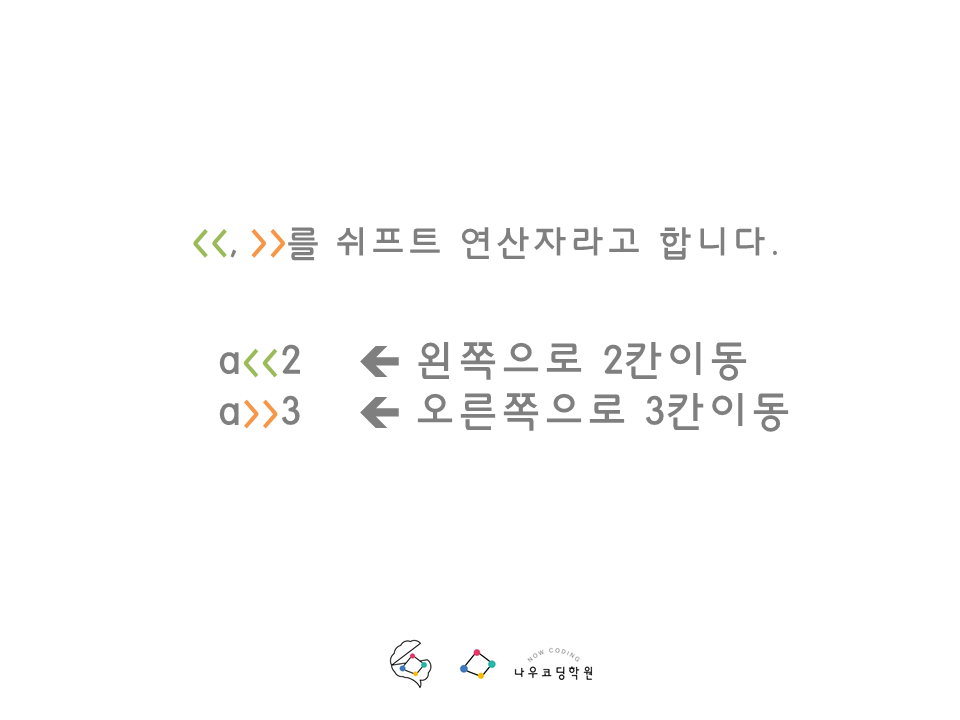 <<, >>를 쉬프트 연산자라고 합니다.
a<<2 ← 왼쪽으로 2칸이동
a>>3 ← 오른쪽으로 3칸이동
NOW CODING
나우코딩학원